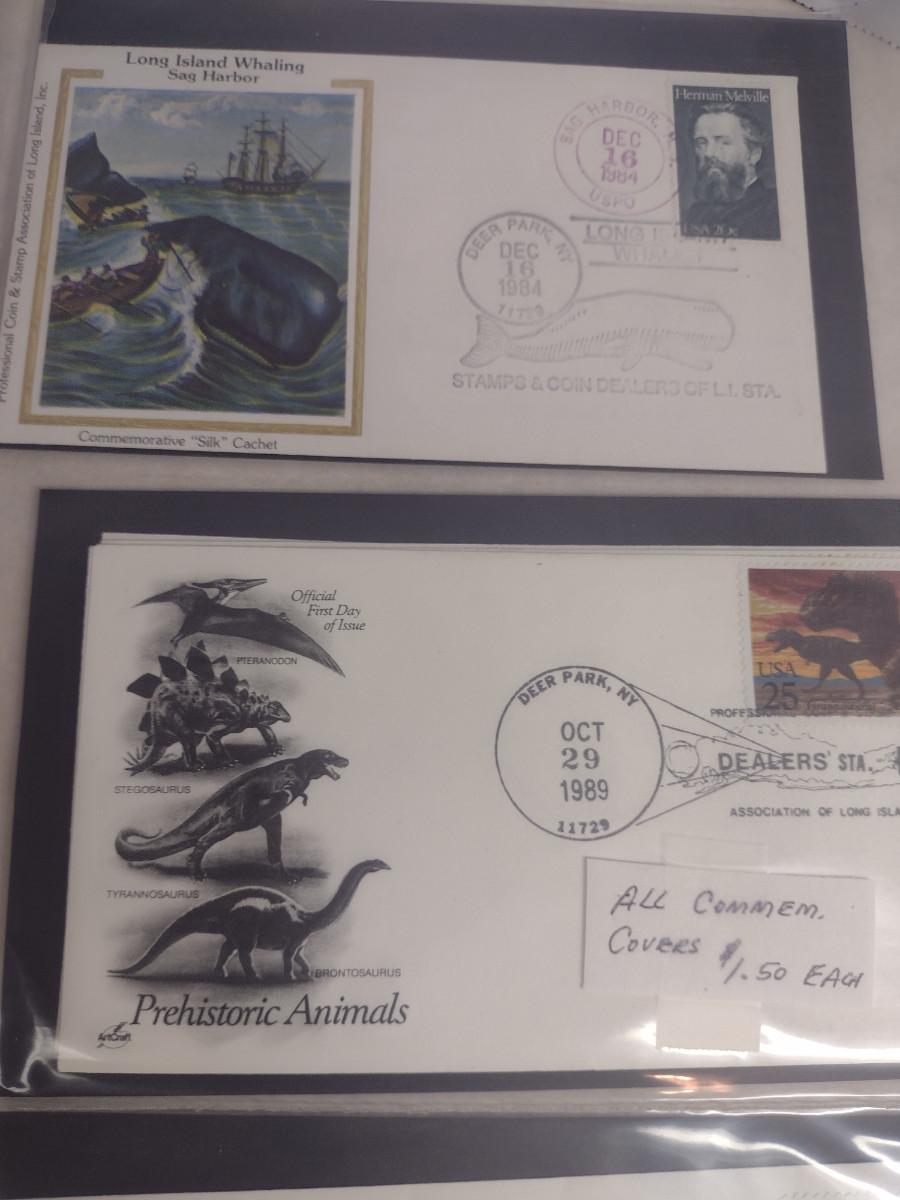 Long Island Whaling
Sag Harbor
Professional Coin & Stamp Association of Long Island, Inc.
Commemorative "Silk" Cachet
SAG HARBOR,
DEC
16
1984
USPO
Herman Melville
USA 20c
DEER PARK, NY
DEC
16
1984
11729
LONG
STAMPS & COIN DEALERS OF L.I. STA.
Official
First Day
of Issue
PTERANODON
STEGOSAURUS
TYRANNOSAURUS
BRONTOSAURUS
Prehistoric Animals
ArtCraft
DEER PARK, NY
OCT
29
1989
11729
USA
25
DEALERS' STA.
ASSOCIATION OF LONG ISLA
ALL COMMEM.
COVERS $1.50 EACH